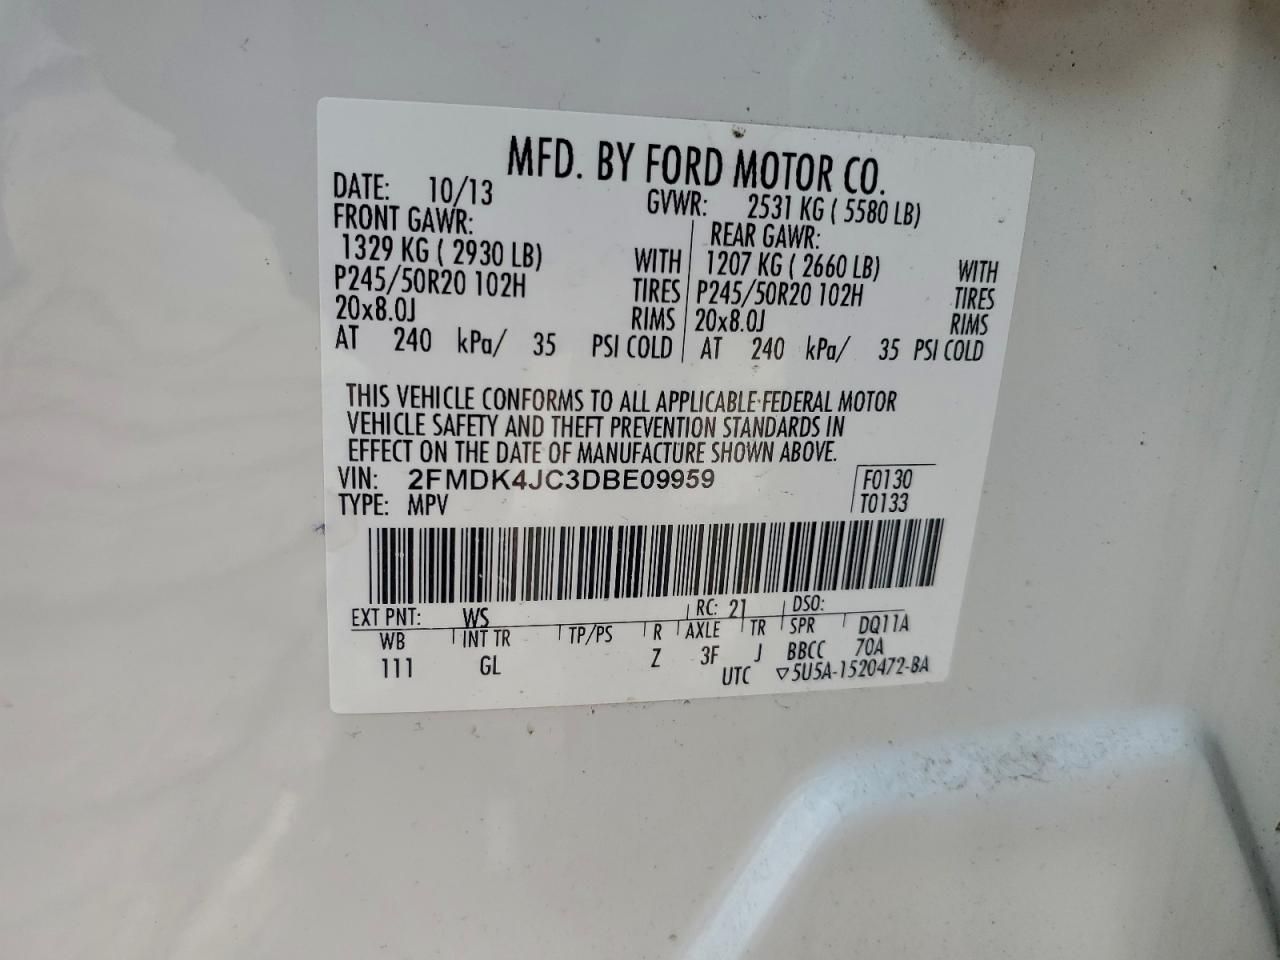 MFD. BY FORD MOTOR CO.
DATE: 10/13 GVWR: 2531 KG ( 5580 LB)
FRONT GAWR: REAR GAWR:
1329 KG ( 2930 LB) WITH 1207 KG ( 2660 LB) WITH
P245/50R20 102H TIRES P245/50R20 102H TIRES
20x8.0J RIMS 20x8.0J RIMS
AT 240 kPa/ 35 PSI COLD AT 240 kPa/ 35 PSI COLD
THIS VEHICLE CONFORMS TO ALL APPLICABLE FEDERAL MOTOR
VEHICLE SAFETY AND THEFT PREVENTION STANDARDS IN
EFFECT ON THE DATE OF MANUFACTURE SHOWN ABOVE.
VIN: 2FMDK4JC3DBE09959 F0130
TYPE: MPV T0133
EXT PNT: WS RC: 21 DSO:
WB INT TR TP/PS R AXLE TR SPR DQ11A
111 GL Z 3F J BBCC 70A
UTC ▽5U5A-1520472-BA